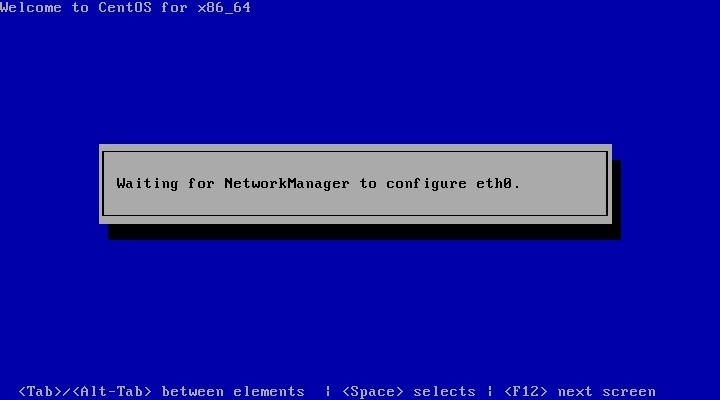 Welcome to CentOS for x86_64
Waiting for NetworkManager to configure eth0.
<Tab>/<Alt-Tab> between elements | <Space> selects | <F12> next screen